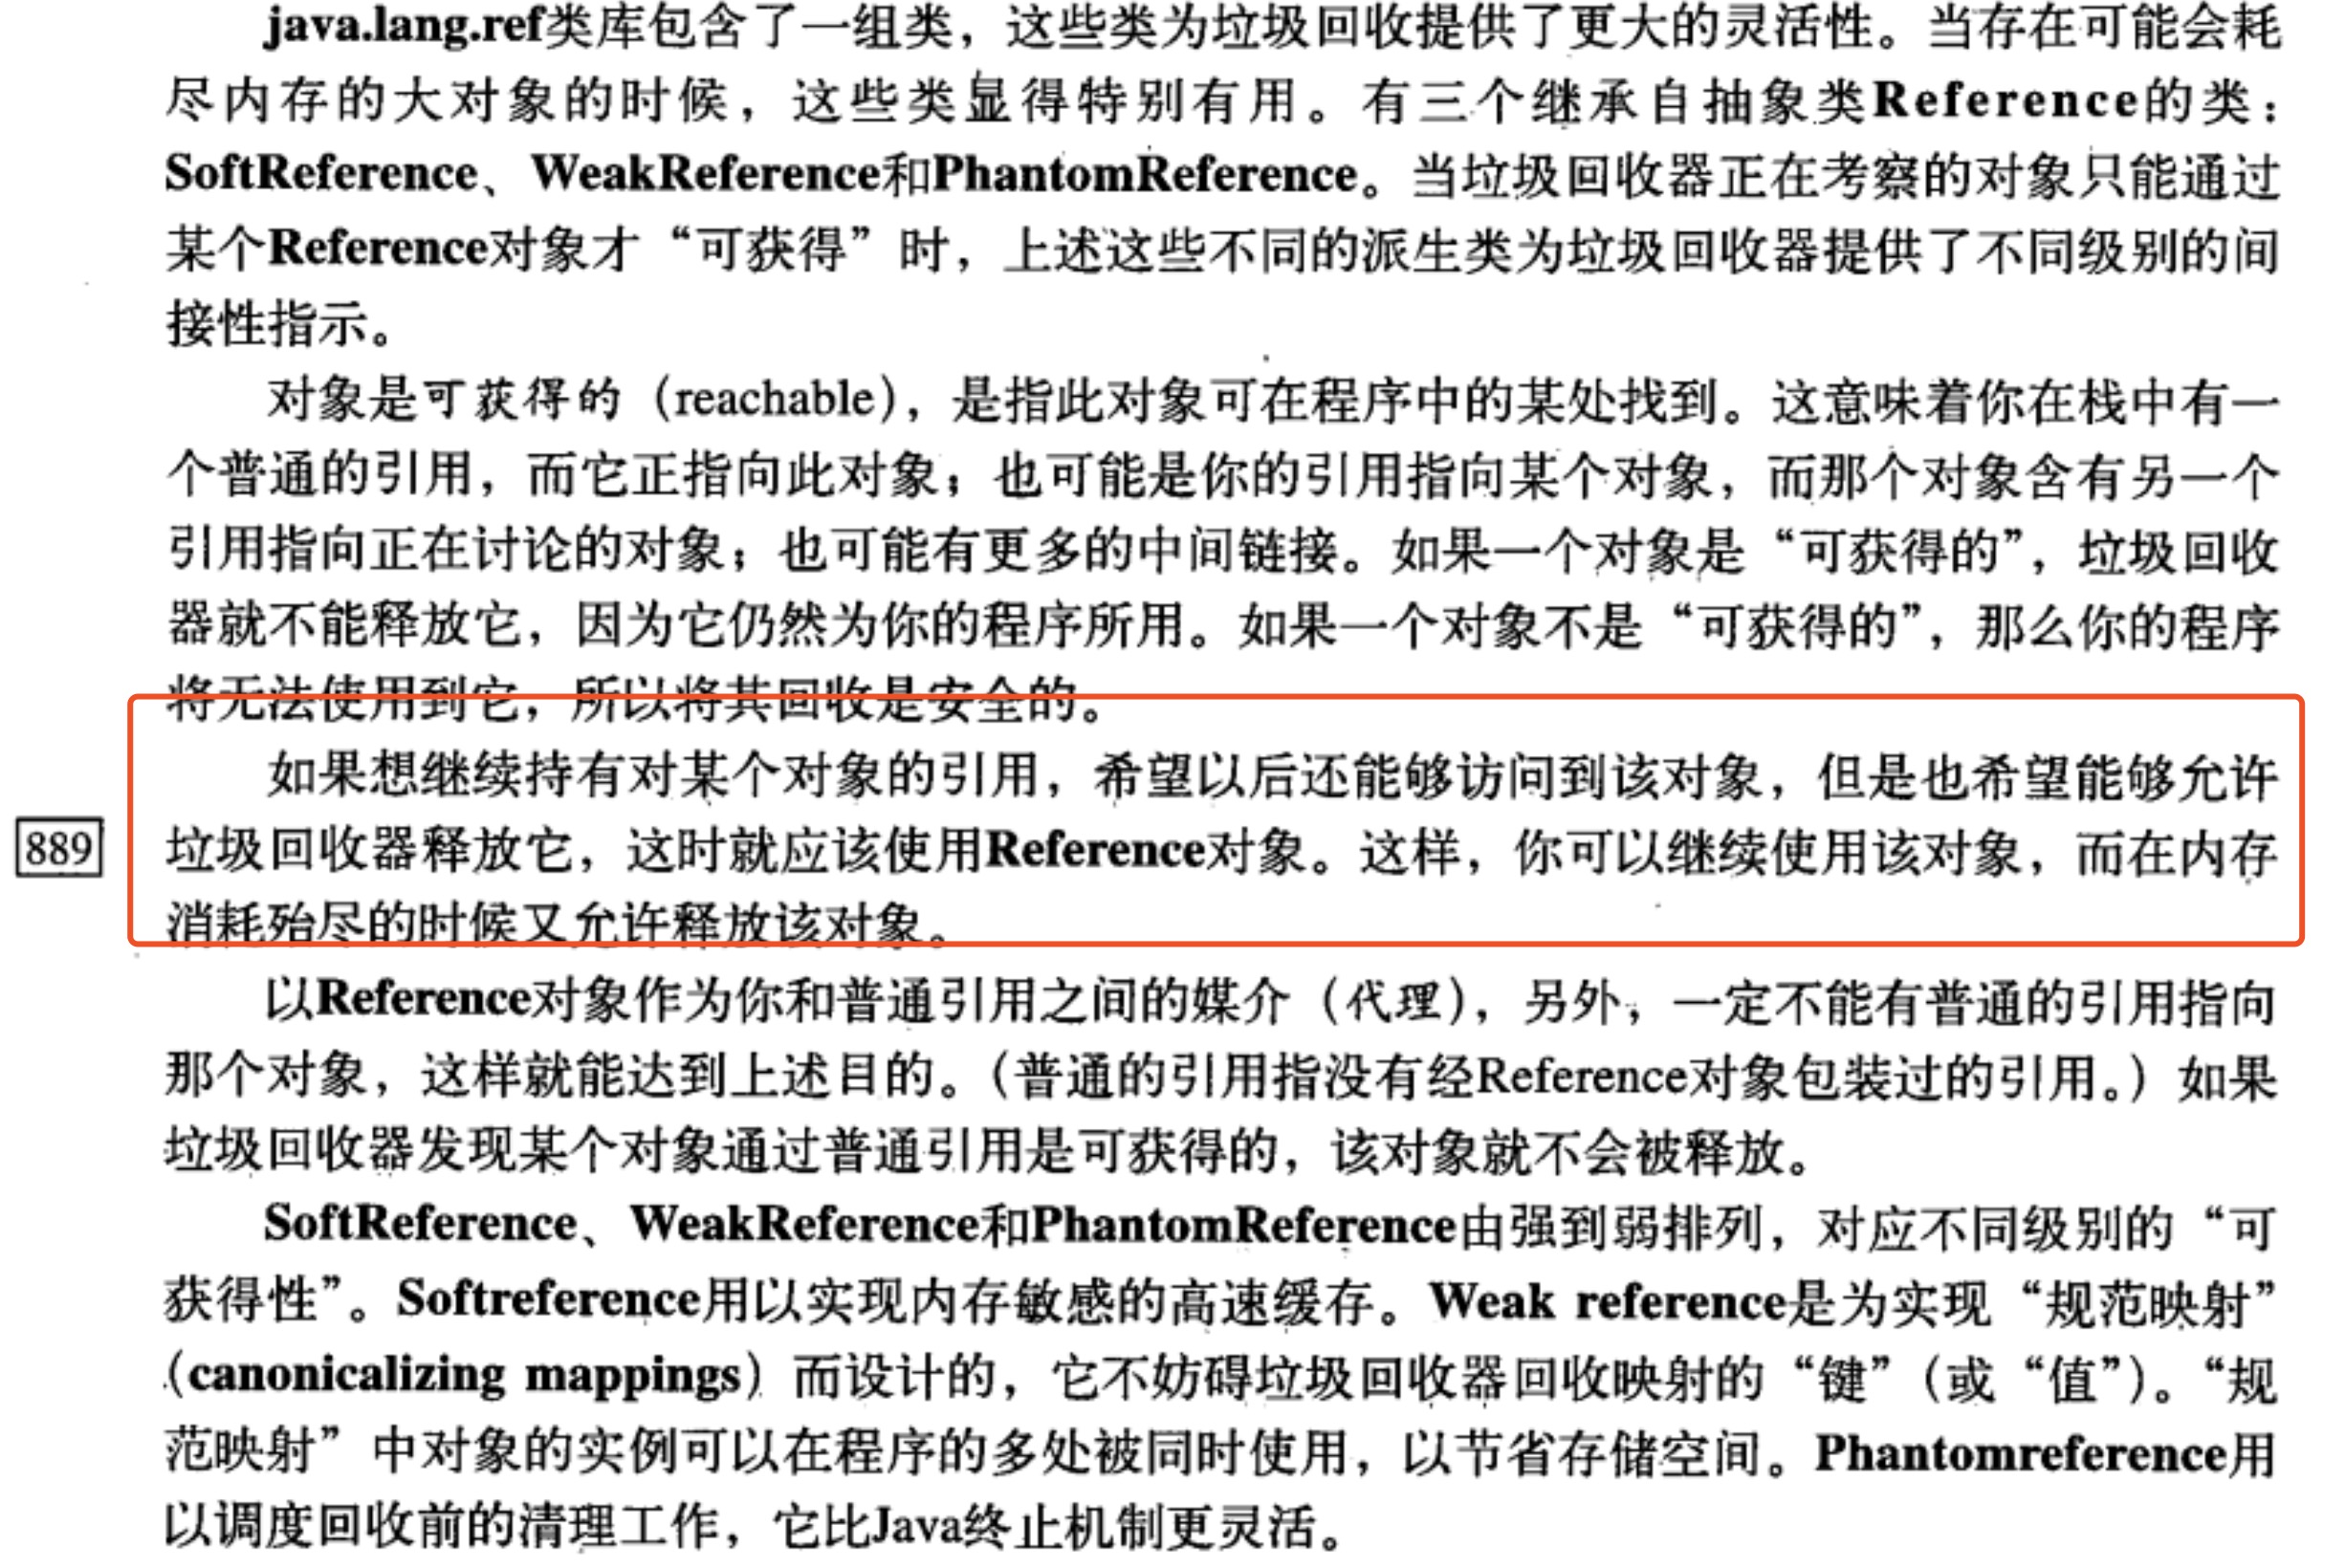 java.lang.ref类库包含了一组类，这些类为垃圾回收提供了更大的灵活性。当存在可能会耗
尽内存的大对象的时候，这些类显得特别有用。有三个继承自抽象类Reference的类：
SoftReference、WeakReference和PhantomReference。当垃圾回收器正在考察的对象只能通过
某个Reference对象才“可获得”时，上述这些不同的派生类为垃圾回收器提供了不同级别的间
接性指示。
对象是可获得的（reachable），是指此对象可在程序中的某处找到。这意味着你在栈中有一
个普通的引用，而它正指向此对象；也可能是你的引用指向某个对象，而那个对象含有另一个
引用指向正在讨论的对象；也可能有更多的中间链接。如果一个对象是“可获得的”，垃圾回收
器就不能释放它，因为它仍然为你的程序所用。如果一个对象不是“可获得的”，那么你的程序
将无法使用到它，所以将其回收是安全的。
如果想继续持有对某个对象的引用，希望以后还能够访问到该对象，但是也希望能够允许
889
垃圾回收器释放它，这时就应该使用Reference对象。这样，你可以继续使用该对象，而在内存
消耗殆尽的时候又允许释放该对象。
以Reference对象作为你和普通引用之间的媒介（代理），另外，一定不能有普通的引用指向
那个对象，这样就能达到上述目的。（普通的引用指没有经Reference对象包装过的引用。）如果
垃圾回收器发现某个对象通过普通引用是可获得的，该对象就不会被释放。
SoftReference、WeakReference和PhantomReference由强到弱排列，对应不同级别的“可
获得性”。Softreference用以实现内存敏感的高速缓存。Weak reference是为实现“规范映射”
（canonicalizing mappings）而设计的，它不妨碍垃圾回收器回收映射的“键”（或“值”）。“规
范映射”中对象的实例可以在程序的多处被同时使用，以节省存储空间。Phantomreference用
以调度回收前的清理工作，它比Java终止机制更灵活。